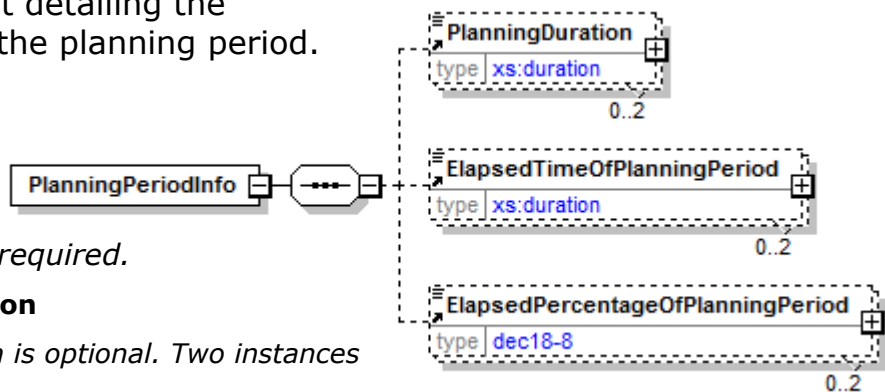 t detailing the
the planning period.
PlanningDuration
type xs:duration
0..2
PlanningPeriodInfo
ElapsedTimeOfPlanningPeriod
type xs:duration
0..2
required.
on
ElapsedPercentageOfPlanningPeriod
type dec18-8
0..2
is optional. Two instances